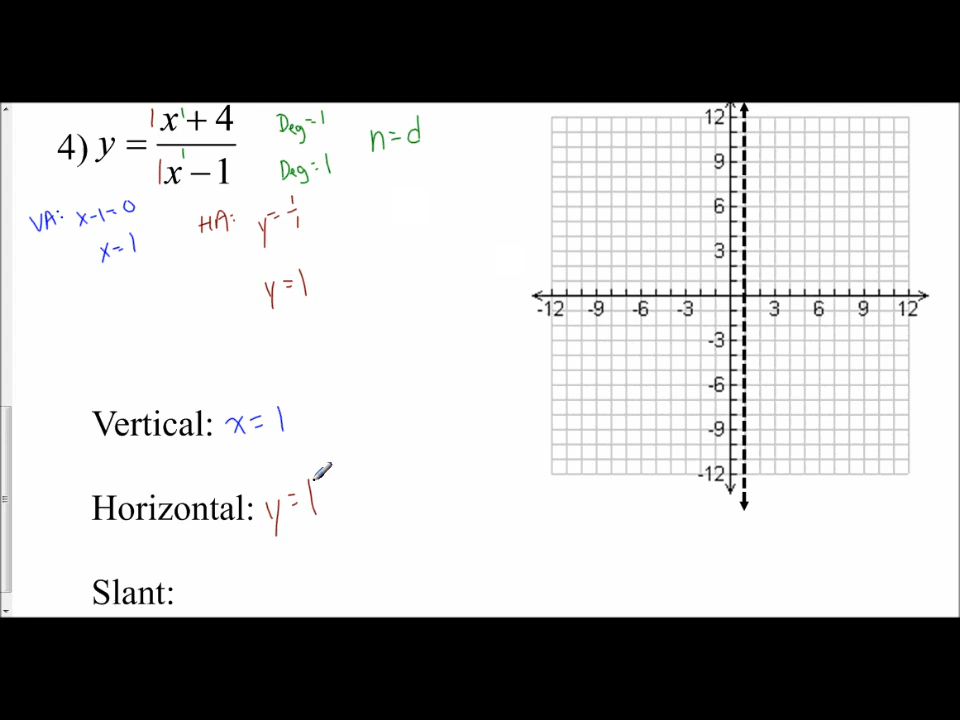 4) y = 1x¹ + 4 / 1x¹ − 1
Deg = 1
Deg = 1
n = d
VA: x-1=0
x=1
HA: y = 1/1
y = 1
Vertical: x = 1
Horizontal: y = 1
Slant:
12
9
6
3
-12 -9 -6 -3 3 6 9 12
-3
-6
-9
-12